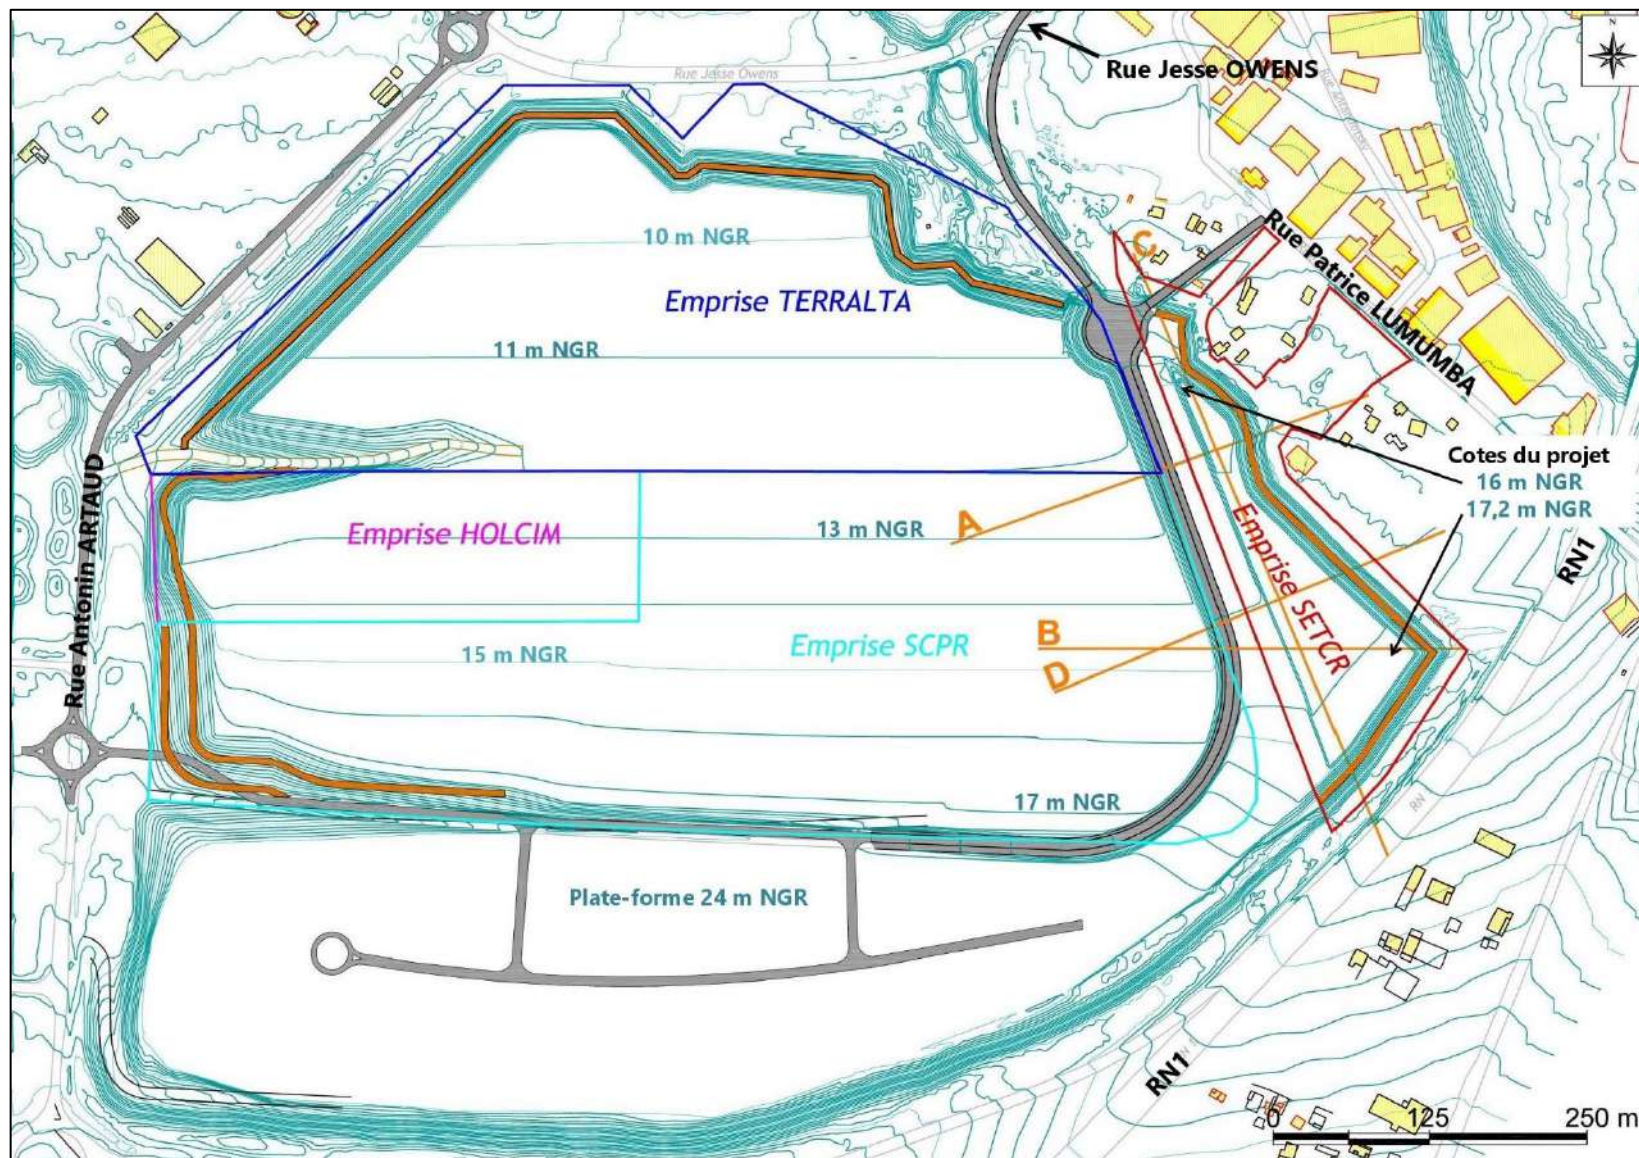 N
Rue Jesse OWENS
Rue Jesse Owens
Rue Patrice LUMUMBA
C
10 m NGR
Emprise TERRALTA
11 m NGR
Cotes du projet
16 m NGR
17,2 m NGR
Rue Antonin ARTAUD
Emprise HOLCIM
13 m NGR
A
Emprise SETCR
RN1
15 m NGR
Emprise SCPR
B
D
17 m NGR
RN
Plate-forme 24 m NGR
RN1
N
0 125 250 m